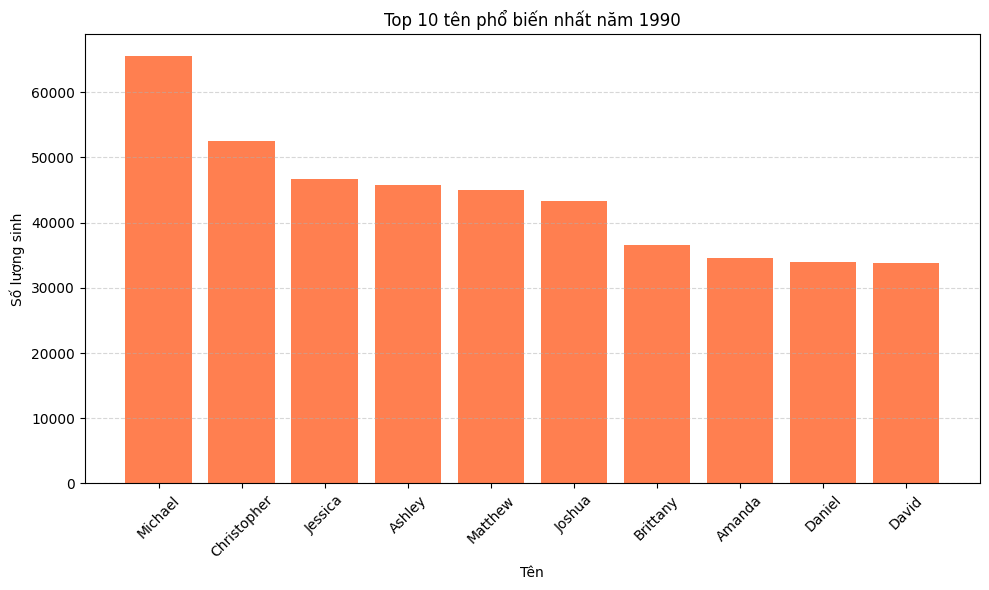 Top 10 tên phổ biến nhất năm 1990
Số lượng sinh
60000
50000
40000
30000
20000
10000
0
Michael
Christopher
Jessica
Ashley
Matthew
Joshua
Brittany
Amanda
Daniel
David
Tên